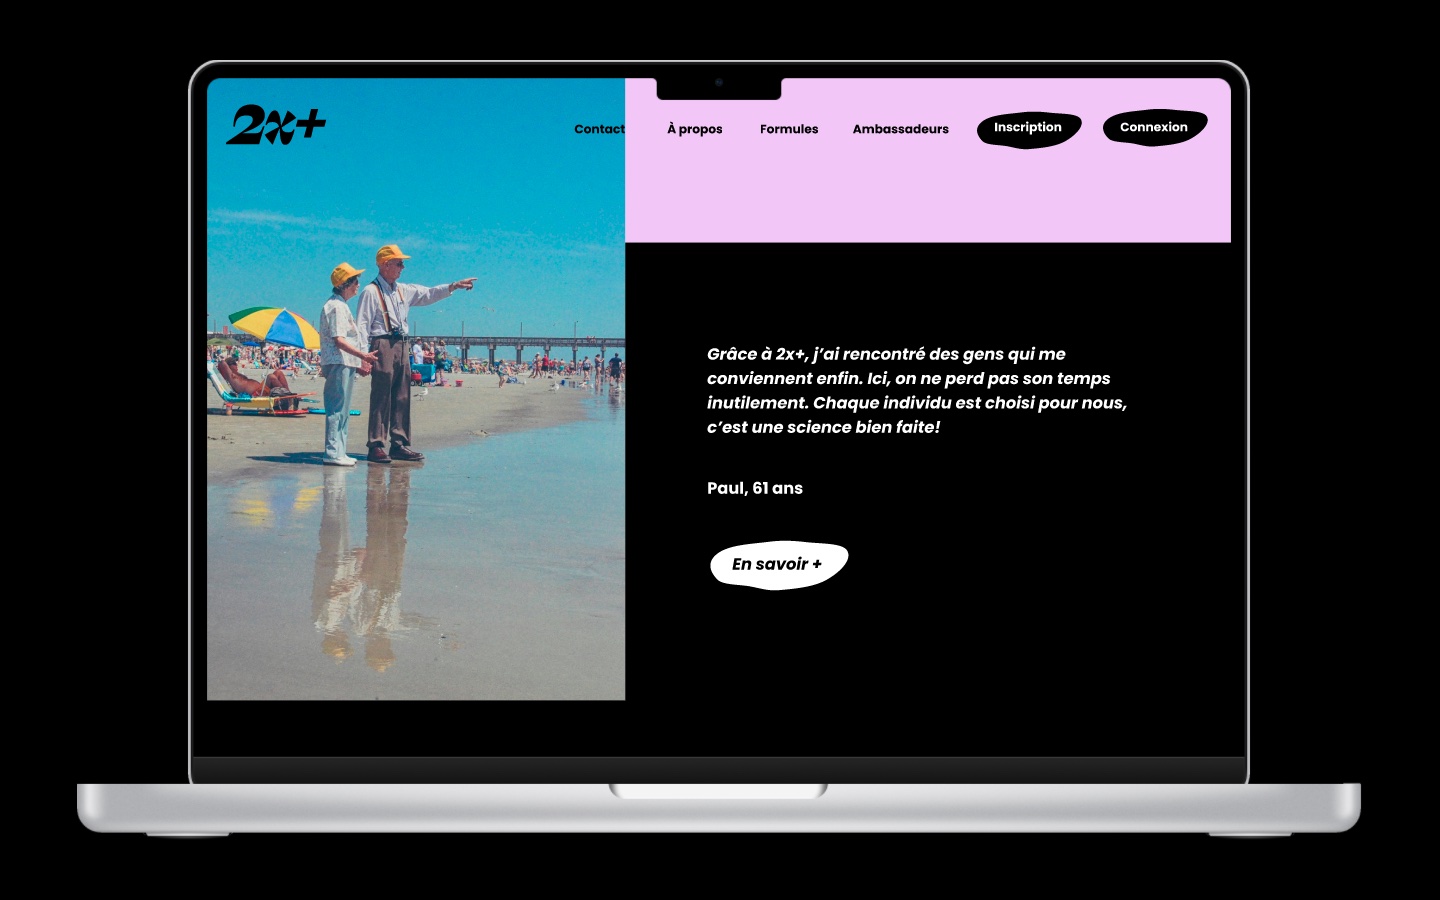 2x+
Contact
À propos
Formules
Ambassadeurs
Inscription
Connexion
Grâce à 2x+, j’ai rencontré des gens qui me
conviennent enfin. Ici, on ne perd pas son temps
inutilement. Chaque individu est choisi pour nous,
c’est une science bien faite!
Paul, 61 ans
En savoir +